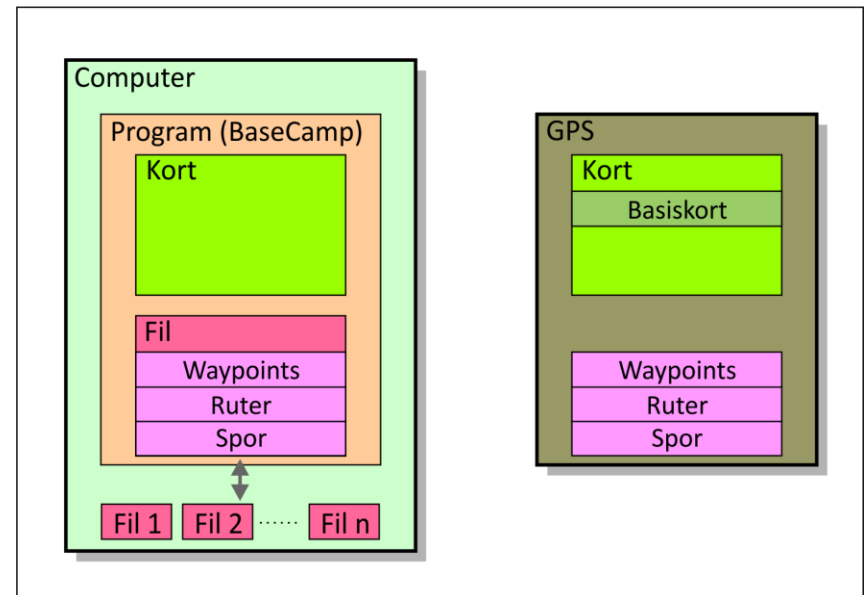 Computer
Program (BaseCamp)
Kort
Fil
Waypoints
Ruter
Spor
Fil 1 Fil 2 ...... Fil n
GPS
Kort
Basiskort
Waypoints
Ruter
Spor